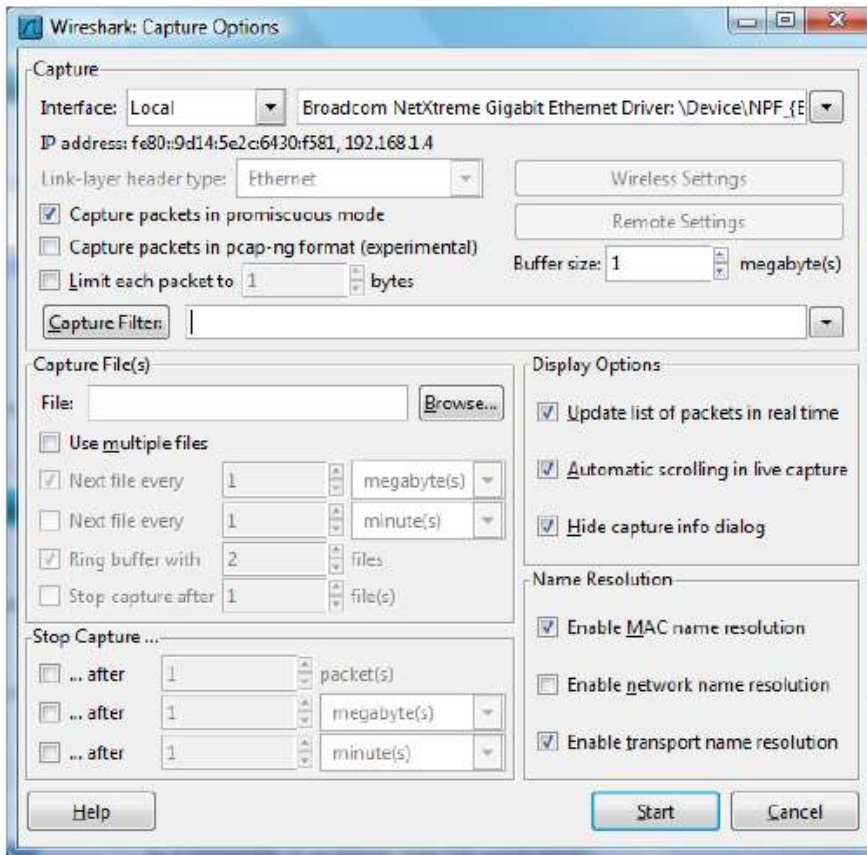 Wireshark: Capture Options
Capture
Interface: Local Broadcom NetXtreme Gigabit Ethernet Driver: \Device\NPF_{E
IP address: fe80::9d14:5e2c:6430:f581, 192.168.1.4
Link-layer header type: Ethernet
Wireless Settings
Capture packets in promiscuous mode
Remote Settings
Capture packets in pcap-ng format (experimental)
Buffer size: 1 megabyte(s)
Limit each packet to 1 bytes
Capture Filter:
Capture File(s)
File: Browse...
Use multiple files
Next file every 1 megabyte(s)
Next file every 1 minute(s)
Ring buffer with 2 files
Stop capture after 1 file(s)
Stop Capture ...
... after 1 packet(s)
... after 1 megabyte(s)
... after 1 minute(s)
Display Options
Update list of packets in real time
Automatic scrolling in live capture
Hide capture info dialog
Name Resolution
Enable MAC name resolution
Enable network name resolution
Enable transport name resolution
Help Start Cancel